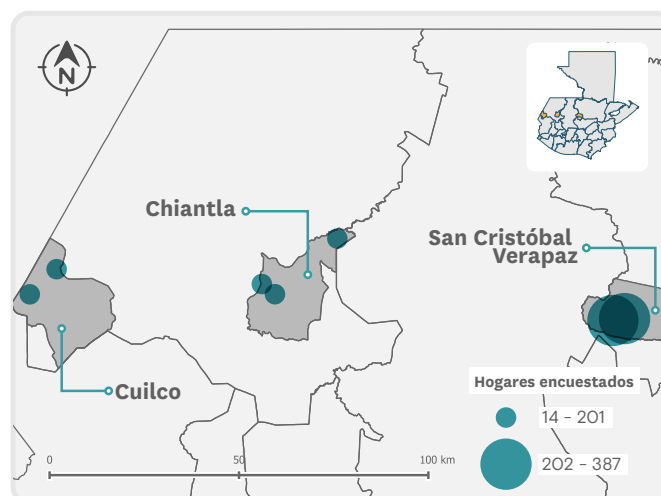 N
Chiantla
San Cristóbal
Verapaz
Cuilco
Hogares encuestados
14 - 201
202 - 387
0
50
100 km